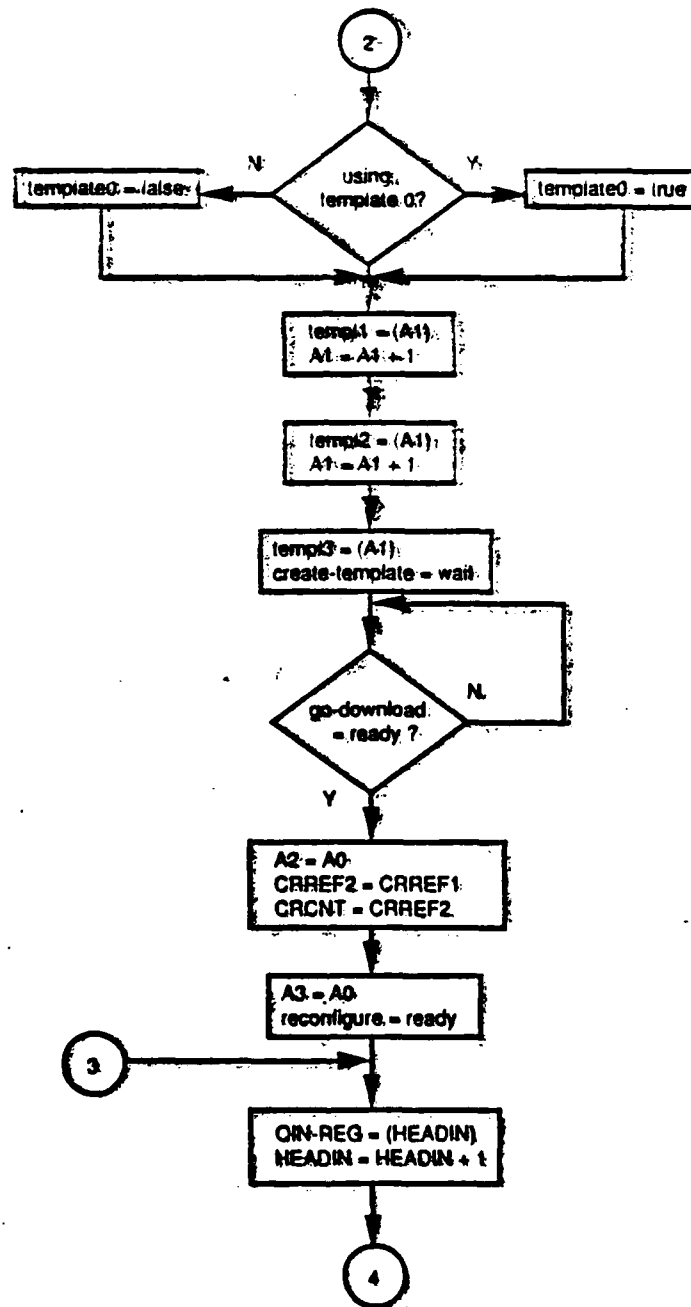 2
N
Y
using
template 0?
template0 = false
template0 = true
templ1 = (A1)
A1 = A1 + 1
templ2 = (A1)
A1 = A1 + 1
templ3 = (A1)
create-template = wait
go-download
= ready ?
N
Y
A2 = A0
CRREF2 = CRREF1
CRCNT = CRREF2
A3 = A0
reconfigure = ready
3
QIN-REG = (HEADIN)
HEADIN = HEADIN + 1
4